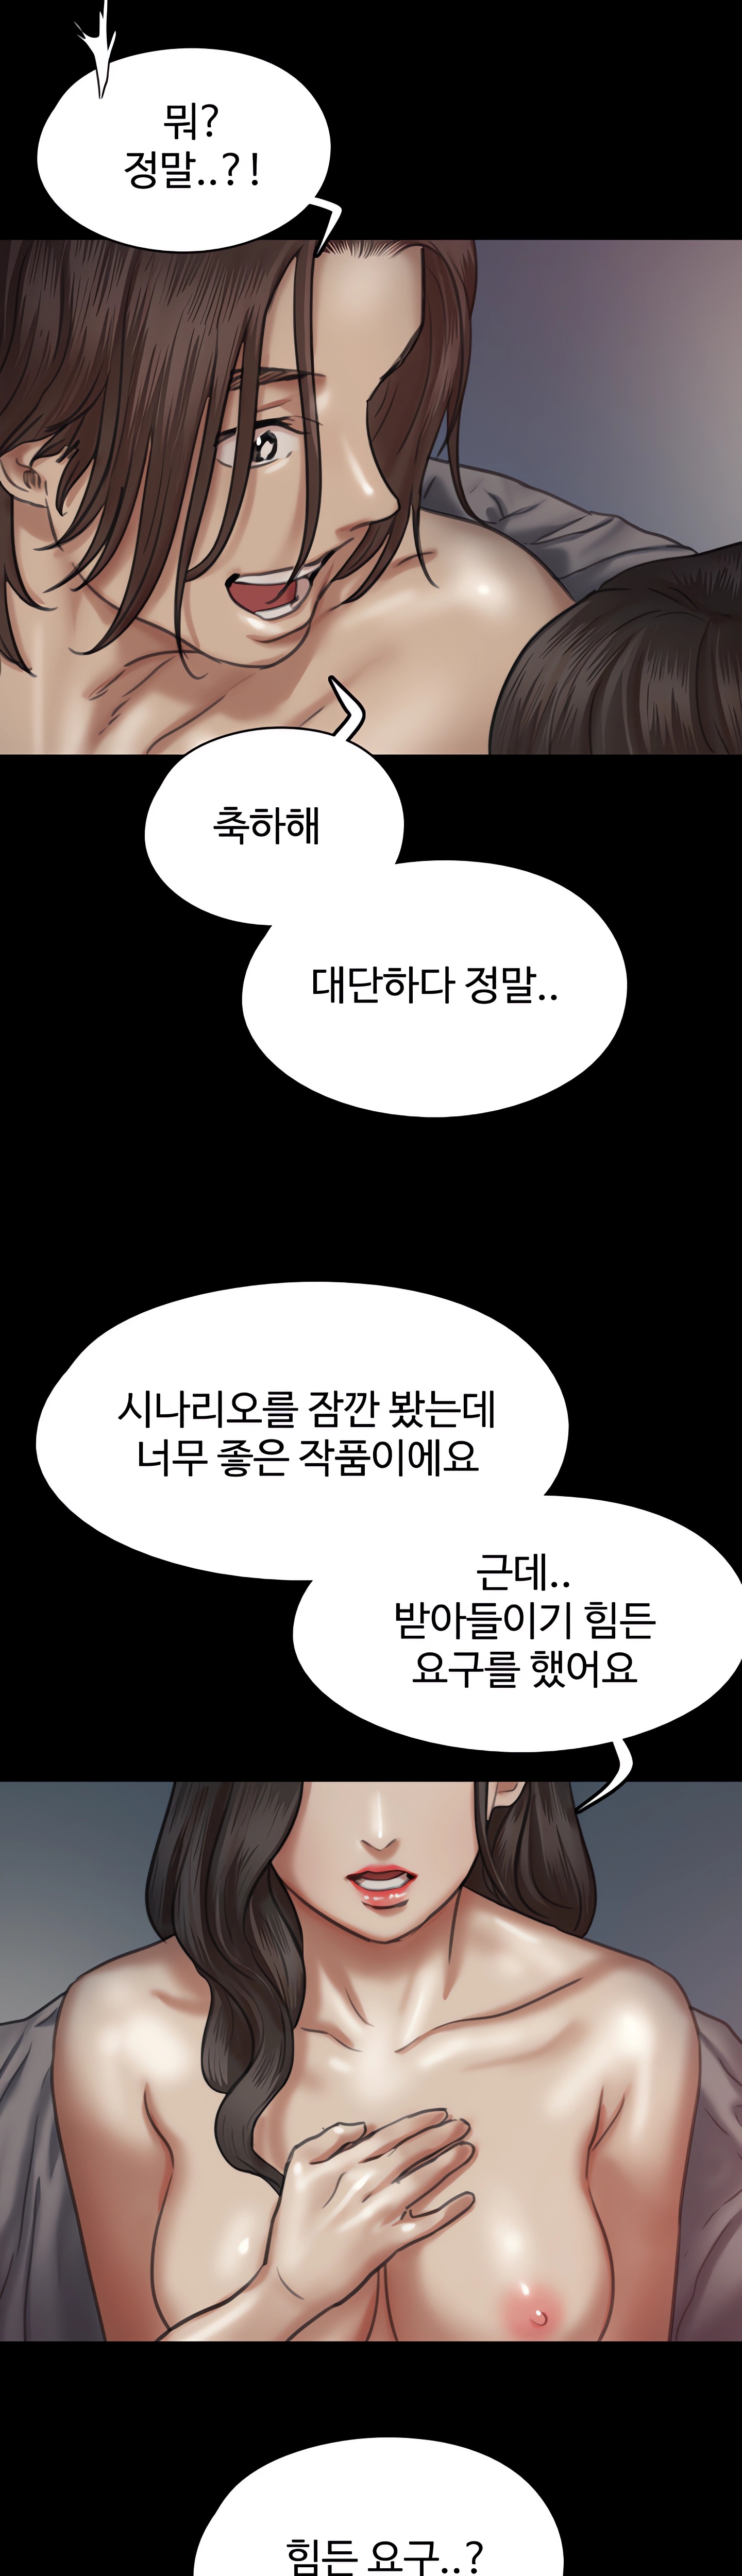 뭐?
정말..?!
축하해
대단하다 정말..
시나리오를 잠깐 봤는데
너무 좋은 작품이에요
근데..
받아들이기 힘든
요구를 했어요
힘든 요구..?